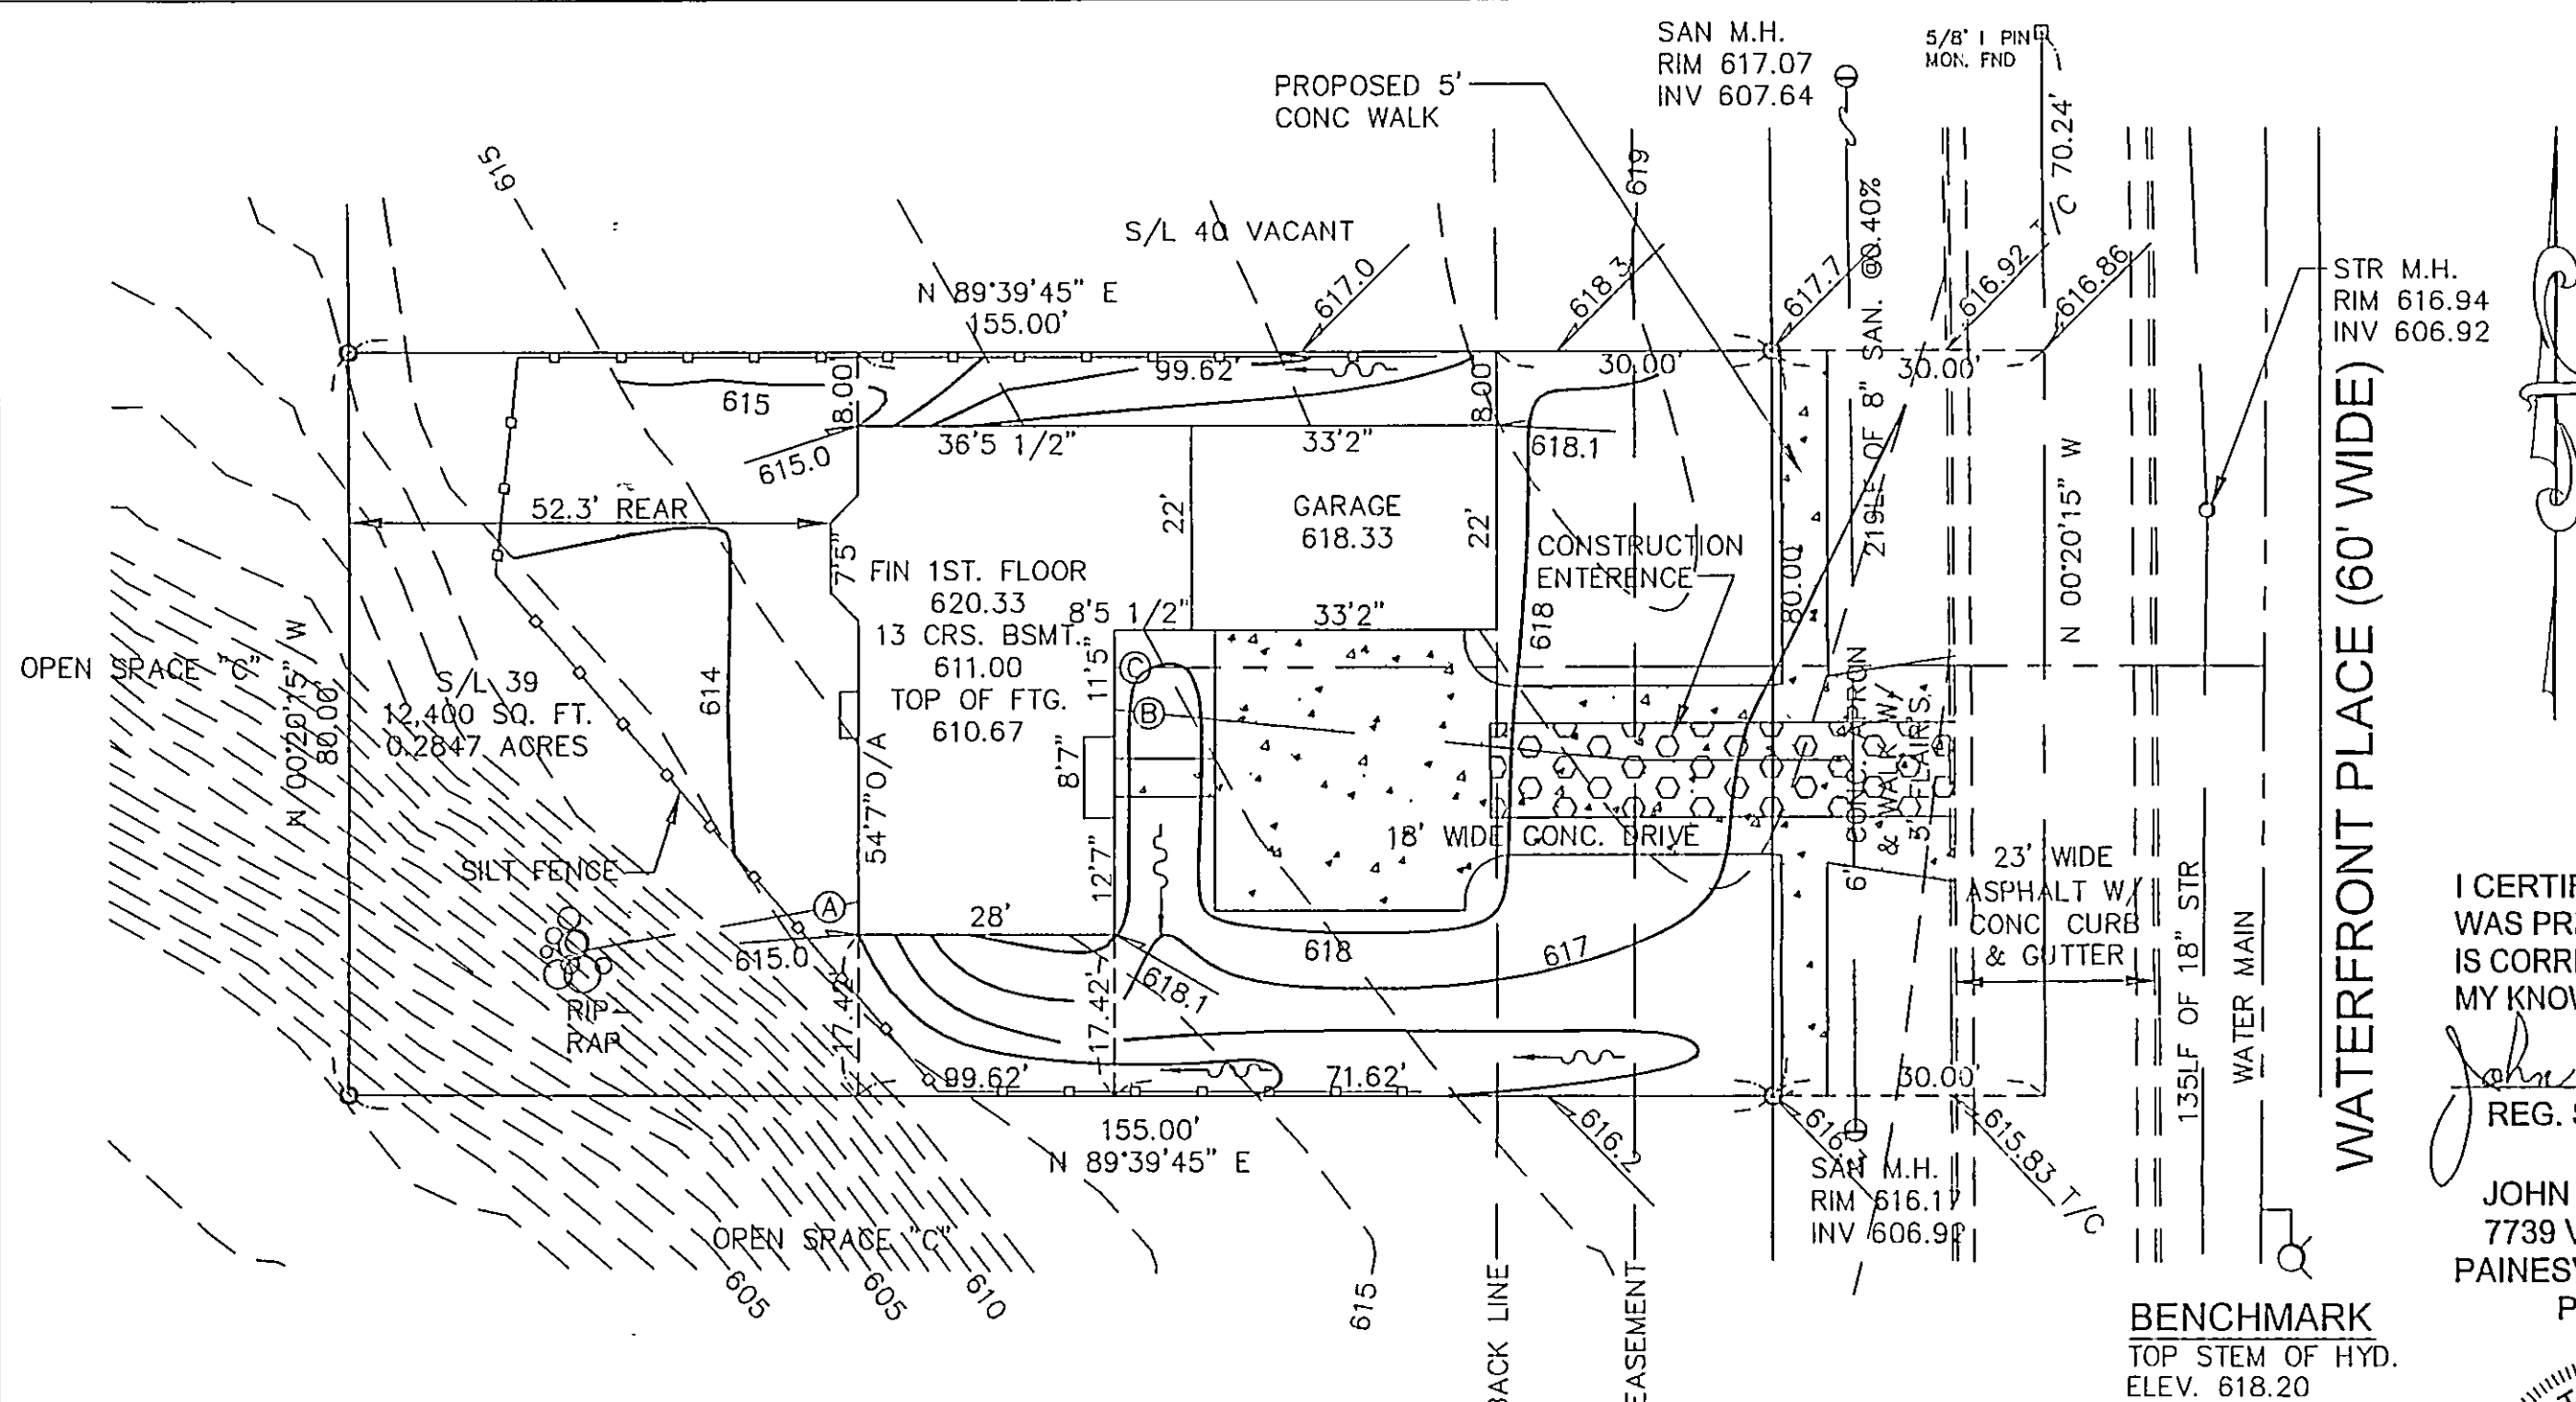 SAN M.H.
RIM 617.07
INV 607.64
5/8' I PIN
MON. FND
PROPOSED 5'
CONC WALK
70.24'
615
619
S/L 40 VACANT
617.0
618.3
617.7
616.92 T/C
616.86
STR M.H.
RIM 616.94
INV 606.92
N 89°39'45" E
155.00'
99.62'
30.00'
30.00'
8.00'
8.00'
615
615.0
36'5 1/2"
33'2"
618.1
219LF OF 8" SAN. @0.40%
N 00°20'15" W
WATERFRONT PLACE (60' WIDE)
52.3' REAR
22'
GARAGE
618.33
22'
7'5"
FIN 1ST. FLOOR
620.33
13 CRS. BSMT.
611.00
TOP OF FTG.
610.67
8'5 1/2"
33'2"
CONSTRUCTION
ENTERENCE
618
80.00'
OPEN SPACE "C"
N 00°20'15" W
80.00'
S/L 39
12,400 SQ. FT.
0.2847 ACRES
614
11'5"
C
B
8'7"
54'7"O/A
12'7"
18' WIDE CONC. DRIVE
6' CONC. APRON
& WALK W/
3' FLAIR'S.
23' WIDE
ASPHALT W/
CONC CURB
& GUTTER
135LF OF 18" STR
WATER MAIN
SILT FENCE
A
28'
615.0
618.1
618
617
RIP
RAP
17.42'
17.42'
99.62'
71.62'
30.00'
155.00'
N 89°39'45" E
616.2
616.
615.83 T/C
SAN M.H.
RIM 616.17
INV 606.9
OPEN SPACE "C"
605
605
610
615
BACK LINE
EASEMENT
I CERTIF
WAS PR
IS CORR
MY KNOW
John
REG.
JOHN
7739
PAINESV
P
BENCHMARK
TOP STEM OF HYD.
ELEV. 618.20